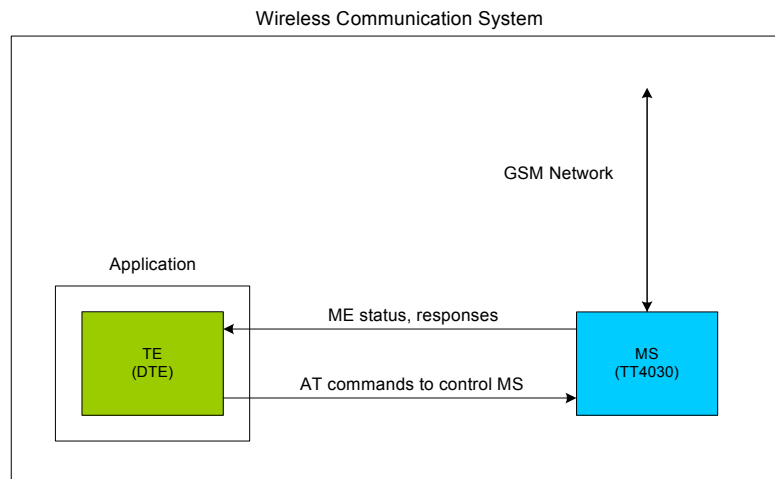 Wireless Communication System
GSM Network
Application
ME status, responses
TE
(DTE)
MS
(TT4030)
AT commands to control MS